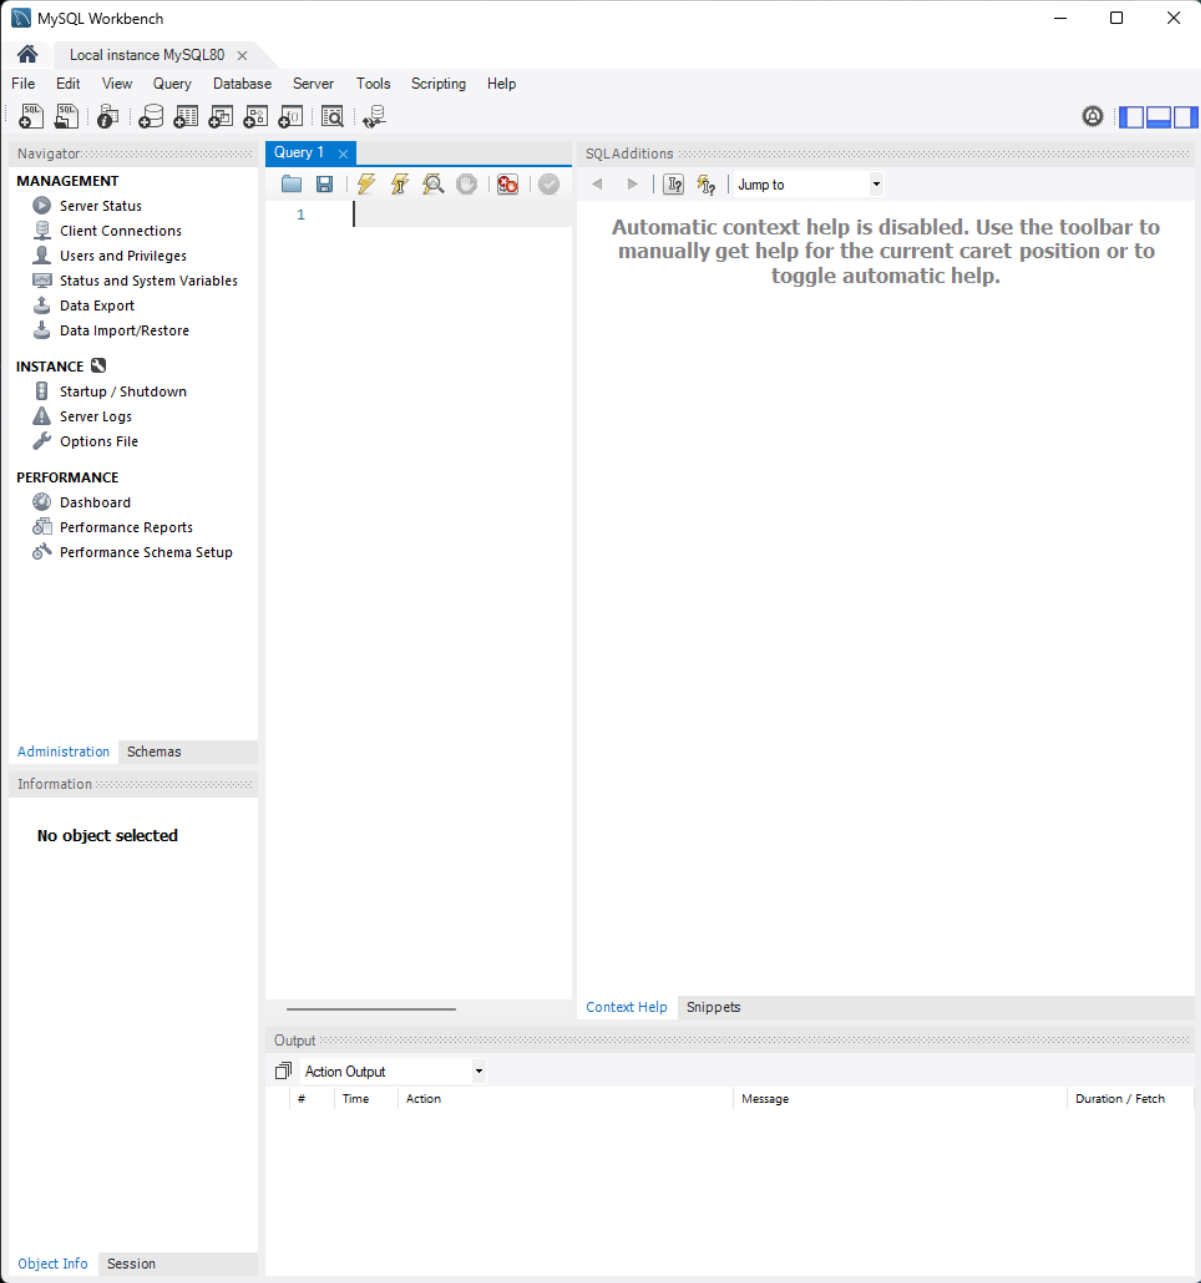 MySQL Workbench
Local instance MySQL80
File Edit View Query Database Server Tools Scripting Help
Navigator
MANAGEMENT
Server Status
Client Connections
Users and Privileges
Status and System Variables
Data Export
Data Import/Restore
INSTANCE
Startup / Shutdown
Server Logs
Options File
PERFORMANCE
Dashboard
Performance Reports
Performance Schema Setup
Administration Schemas
Information
No object selected
Object Info Session
Query 1
1
SQLAdditions
Jump to
Automatic context help is disabled. Use the toolbar to
manually get help for the current caret position or to
toggle automatic help.
Context Help Snippets
Output
Action Output
# Time Action Message Duration / Fetch